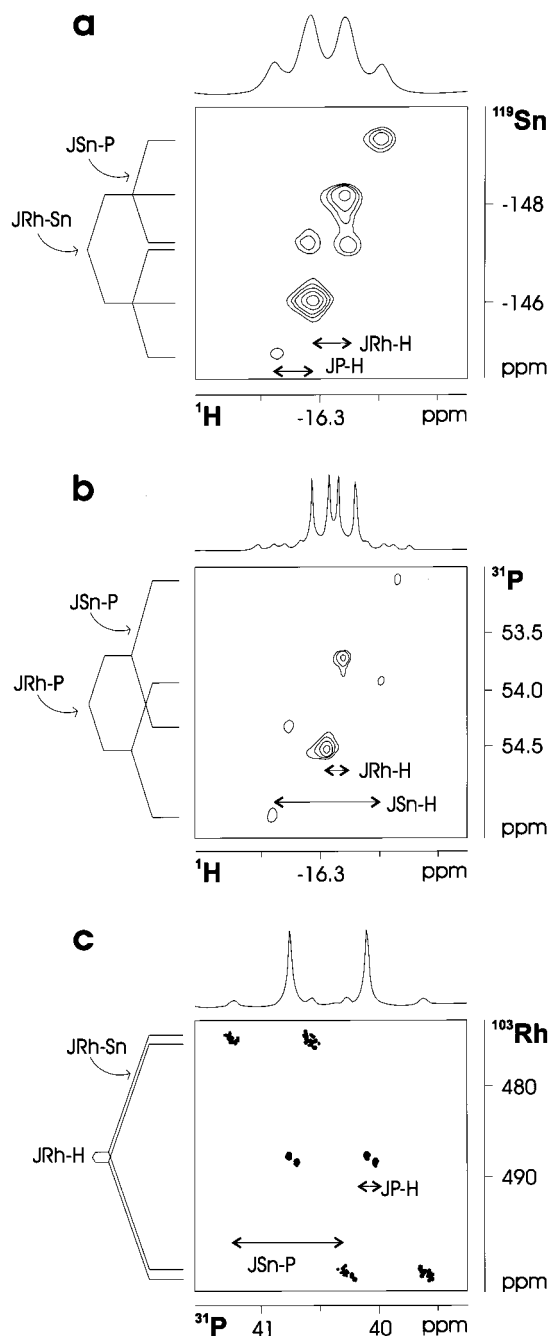 a
119Sn
JSn-P
JRh-Sn
-148
-146
JRh-H
JP-H
ppm
1H
-16.3
ppm
b
31P
JSn-P
53.5
JRh-P
54.0
54.5
JRh-H
JSn-H
ppm
1H
-16.3
ppm
c
103Rh
JRh-Sn
480
JRh-H
490
JP-H
JSn-P
ppm
31P
41
40
ppm